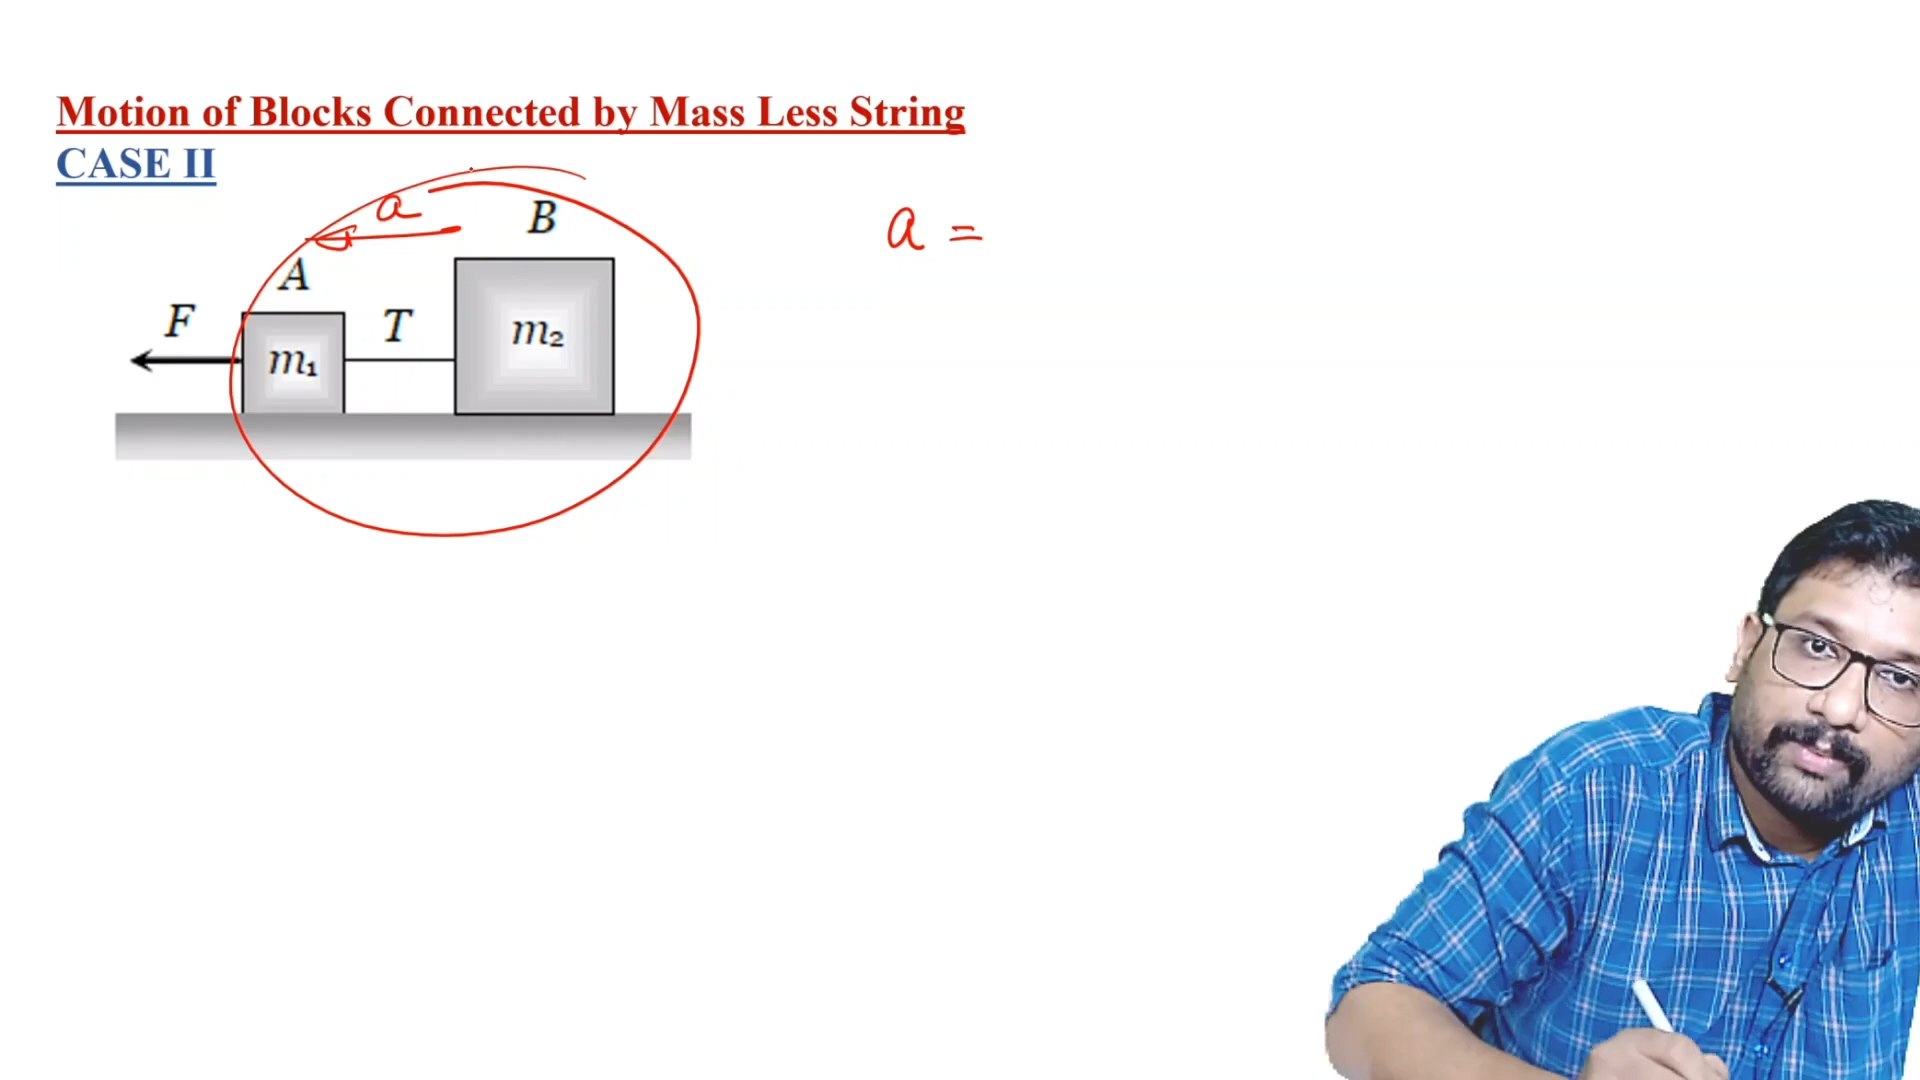 Motion of Blocks Connected by Mass Less String
CASE II
a
B
a =
A
F
T
m₁
m₂